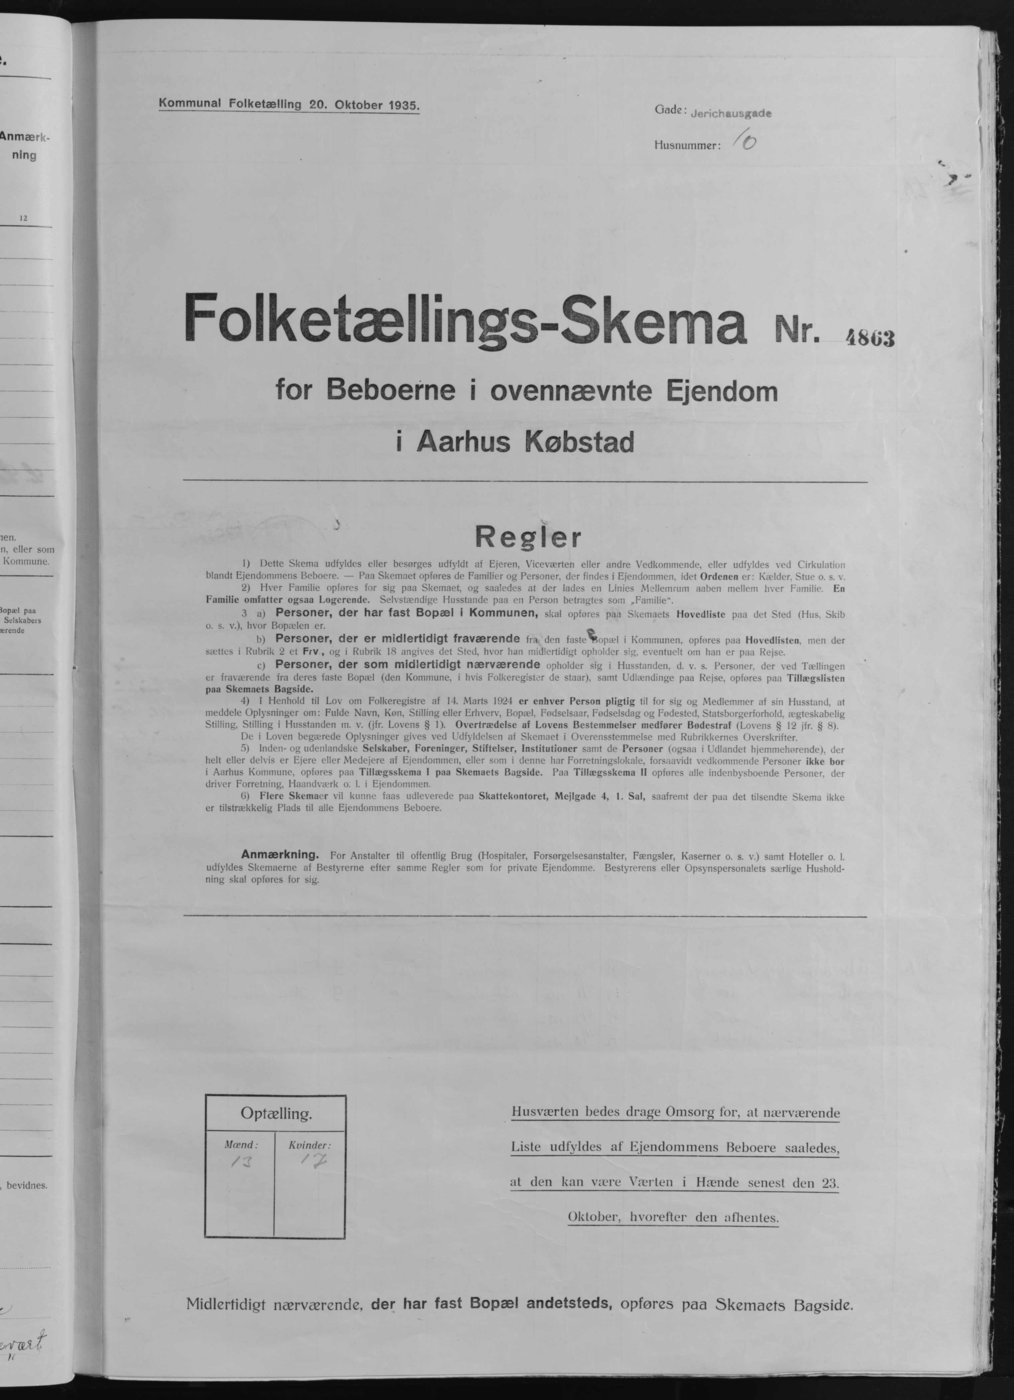 e.
Anmærk-
ning
12
nen.
n, eller som
Kommune.
Bopæl paa
Selskabers
ærende
, bevidnes.
evært
Kommunal Folketælling 20. Oktober 1935.
Gade: Jerichausgade
Husnummer: 10
Folketællings-Skema Nr. 4863
for Beboerne i ovennævnte Ejendom
i Aarhus Købstad
Regler
1) Dette Skema udfyldes eller besørges udfyldt af Ejeren, Viceværten eller andre Vedkommende, eller udfyldes ved Cirkulation
blandt Ejendommens Beboere. — Paa Skemaet opføres de Familier og Personer, der findes i Ejendommen, idet Ordenen er: Kælder, Stue o. s. v.
2) Hver Familie opføres for sig paa Skemaet, og saaledes at der lades en Linies Mellemrum aaben mellem hver Familie. En
Familie omfatter ogsaa Logerende. Selvstændige Husstande paa en Person betragtes som „Familie“.
3 a) Personer, der har fast Bopæl i Kommunen, skal opføres paa Skemaets Hovedliste paa det Sted (Hus, Skib
o. s. v.), hvor Bopælen er.
b) Personer, der er midlertidigt fraværende fra den faste Bopæl i Kommunen, opføres paa Hovedlisten, men der
sættes i Rubrik 2 et Frv, og i Rubrik 18 angives det Sted, hvor han midlertidigt opholder sig, eventuelt om han er paa Rejse.
c) Personer, der som midlertidigt nærværende opholder sig i Husstanden, d. v. s. Personer, der ved Tællingen
er fraværende fra deres faste Bopæl (den Kommune, i hvis Folkeregister de staar), samt Udlændinge paa Rejse, opføres paa Tillægslisten
paa Skemaets Bagside.
4) I Henhold til Lov om Folkeregistre af 14. Marts 1924 er enhver Person pligtig til for sig og Medlemmer af sin Husstand, at
meddele Oplysninger om: Fulde Navn, Køn, Stilling eller Erhverv, Bopæl, Fødselsaar, Fødselsdag og Fødested, Statsborgerforhold, ægteskabelig
Stilling, Stilling i Husstanden m. v. (jfr. Lovens § 1). Overtrædelse af Lovens Bestemmelser medfører Bødestraf (Lovens § 12 jfr. § 8).
De i Loven begærede Oplysninger gives ved Udfyldelsen af Skemaet i Overensstemmelse med Rubrikkernes Overskrifter.
5) Inden- og udenlandske Selskaber, Foreninger, Stiftelser, Institutioner samt de Personer (ogsaa i Udlandet hjemmehørende), der
helt eller delvis er Ejere eller Medejere af Ejendommen, eller som i denne har Forretningslokale, forsaavidt vedkommende Personer ikke bor
i Aarhus Kommune, opføres paa Tillægsskema I paa Skemaets Bagside. Paa Tillægsskema II opføres alle indenbysboende Personer, der
driver Forretning, Haandværk o. l. i Ejendommen.
6) Flere Skemaer vil kunne faas udleverede paa Skattekontoret, Mejlgade 4, 1. Sal, saafremt der paa det tilsendte Skema ikke
er tilstrækkelig Plads til alle Ejendommens Beboere.
Anmærkning. For Anstalter til offentlig Brug (Hospitaler, Forsørgelsesanstalter, Fængsler, Kaserner o. s. v.) samt Hoteller o. l.
udfyldes Skemaerne af Bestyrerne efter samme Regler som for private Ejendomme. Bestyrerens eller Opsynspersonalets særlige Hushold-
ning skal opføres for sig.
Optælling.
Mænd: Kvinder:
13 17
Husværten bedes drage Omsorg for, at nærværende
Liste udfyldes af Ejendommens Beboere saaledes,
at den kan være Værten i Hænde senest den 23.
Oktober, hvorefter den afhentes.
Midlertidigt nærværende, der har fast Bopæl andetsteds, opføres paa Skemaets Bagside.